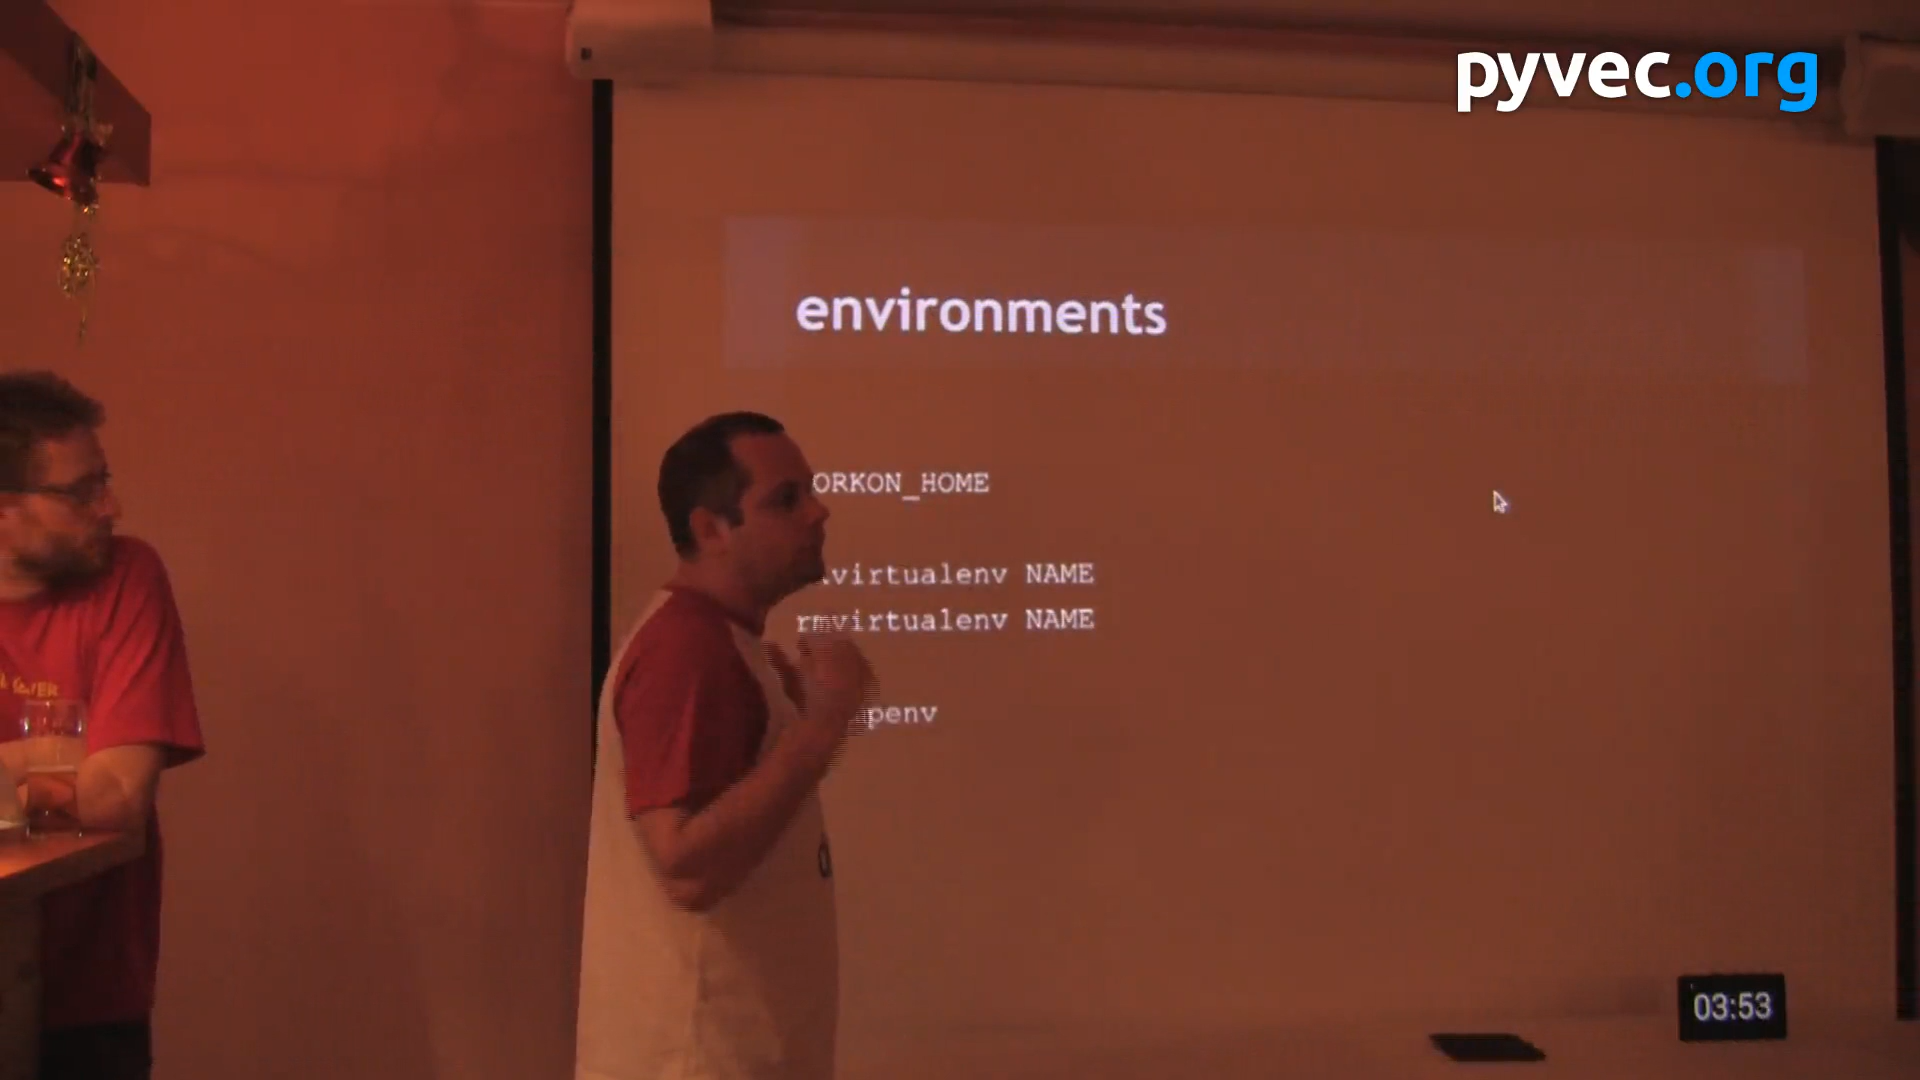 pyvec.org
environments
ORKON_HOME
virtualenv NAME
rmvirtualenv NAME
penv
03:53